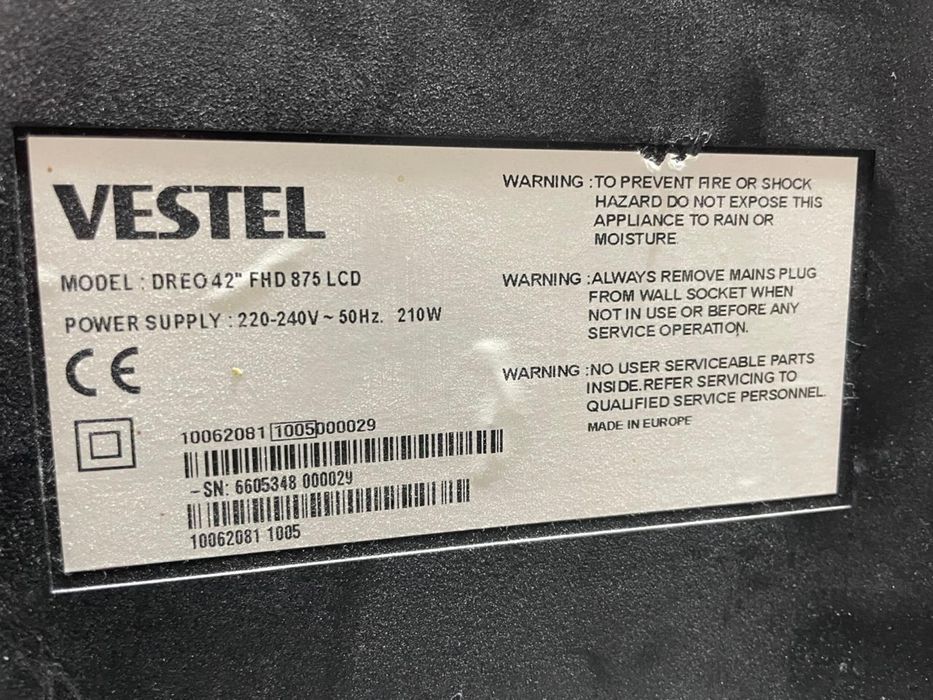 VESTEL
MODEL : DREO 42" FHD 875 LCD
POWER SUPPLY : 220-240V ~ 50Hz. 210W
CE
10062081 1005 000029
-SN: 6605348 000029
10062081 1005
WARNING : TO PREVENT FIRE OR SHOCK
HAZARD DO NOT EXPOSE THIS
APPLIANCE TO RAIN OR
MOISTURE
WARNING : ALWAYS REMOVE MAINS PLUG
FROM WALL SOCKET WHEN
NOT IN USE OR BEFORE ANY
SERVICE OPERATION.
WARNING : NO USER SERVICEABLE PARTS
INSIDE.REFER SERVICING TO
QUALIFIED SERVICE PERSONNEL.
MADE IN EUROPE